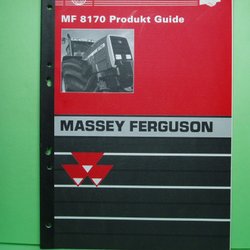 MF 8170 Produkt Guide
MASSEY FERGUSON